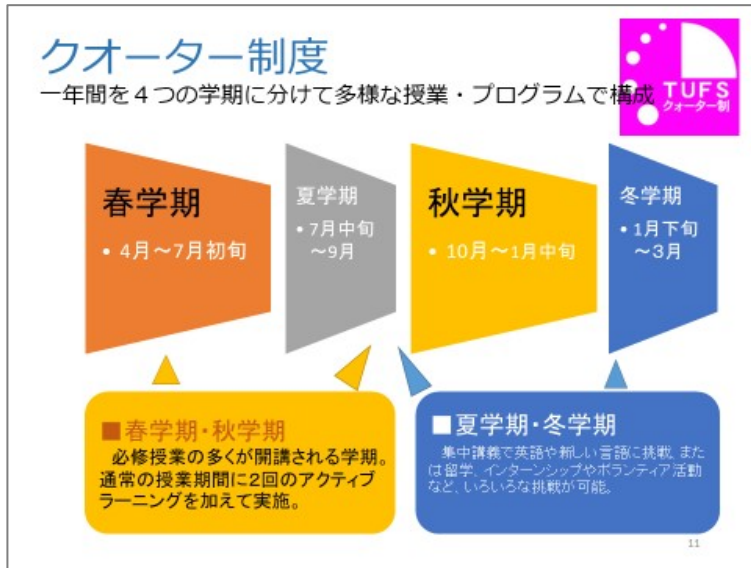 クオーター制度
一年間を４つの学期に分けて多様な授業・プログラムで構成
TUFS
クォーター制
春学期
• 4月～7月初旬
夏学期
• 7月中旬
～9月
秋学期
• 10月～1月中旬
冬学期
• 1月下旬
～3月
■春学期・秋学期
必修授業の多くが開講される学期。
通常の授業期間に2回のアクティブ
ラーニングを加えて実施。
■夏学期・冬学期
集中講義で英語や新しい言語に挑戦、また
は留学、インターンシップやボランティア活動
など、いろいろな挑戦が可能。
11